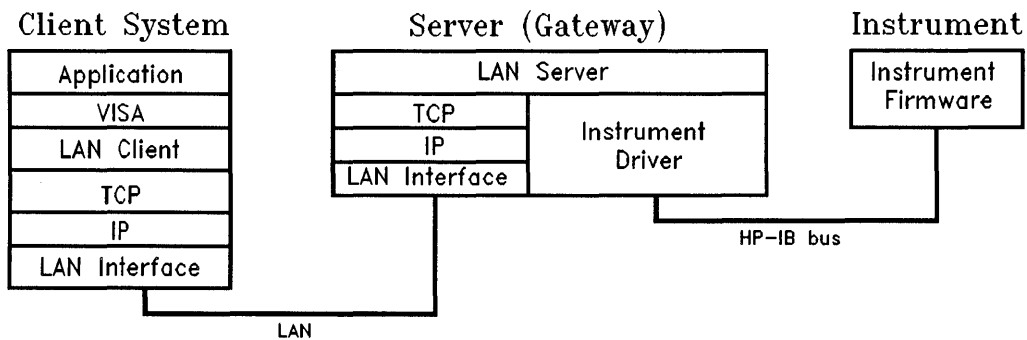 Client System
Application
VISA
LAN Client
TCP
IP
LAN Interface
Server (Gateway)
LAN Server
TCP
IP
LAN Interface
Instrument
Driver
Instrument
Instrument
Firmware
HP-IB bus
LAN